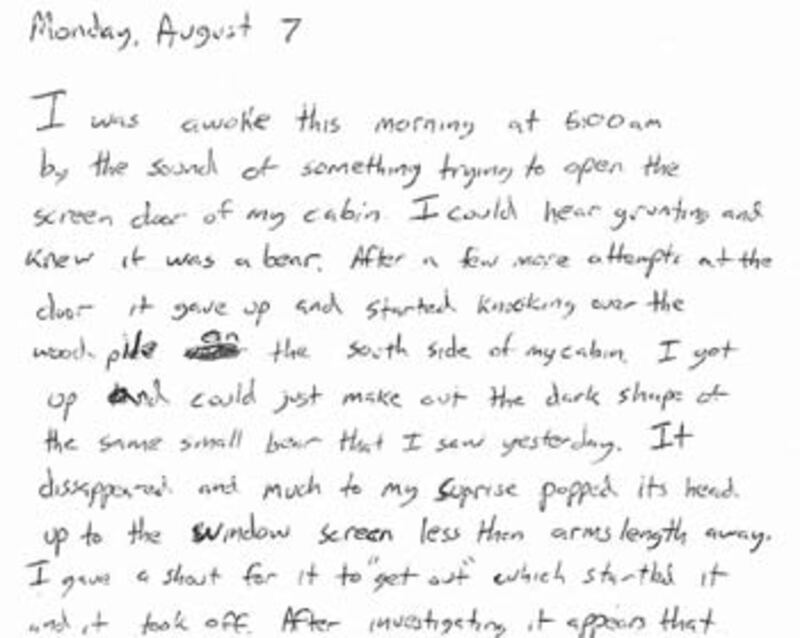 Monday, August 7
I was awoke this morning at 6:00am
by the sound of something trying to open the
screen door of my cabin. I could hear grunting and
knew it was a bear. After a few more attempts at the
door it gave up and started knocking over the
wood pile on the south side of my cabin. I got
up and could just make out the dark shape of
the same small bear that I saw yesterday. It
dissappeared and much to my suprise popped its head
up to the window screen less then arms length away.
I gave a shout for it to "get out" which startled it
and it took off. After investigating it appears that